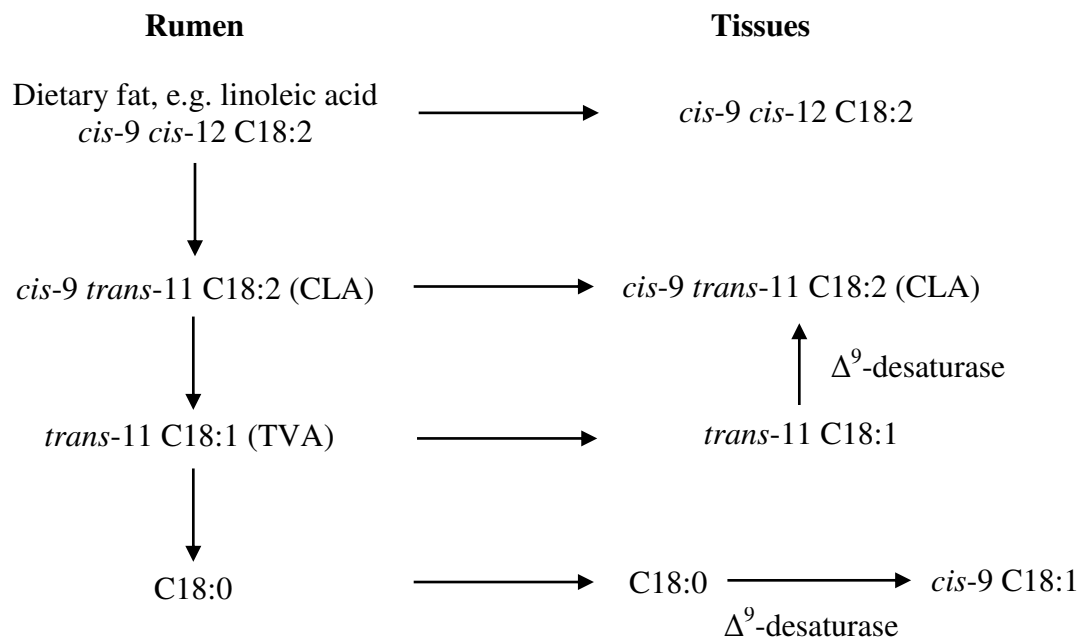 Rumen
Tissues
Dietary fat, e.g. linoleic acid
cis-9 cis-12 C18:2
cis-9 cis-12 C18:2
cis-9 trans-11 C18:2 (CLA)
cis-9 trans-11 C18:2 (CLA)
Δ⁹-desaturase
trans-11 C18:1 (TVA)
trans-11 C18:1
C18:0
C18:0
cis-9 C18:1
Δ⁹-desaturase